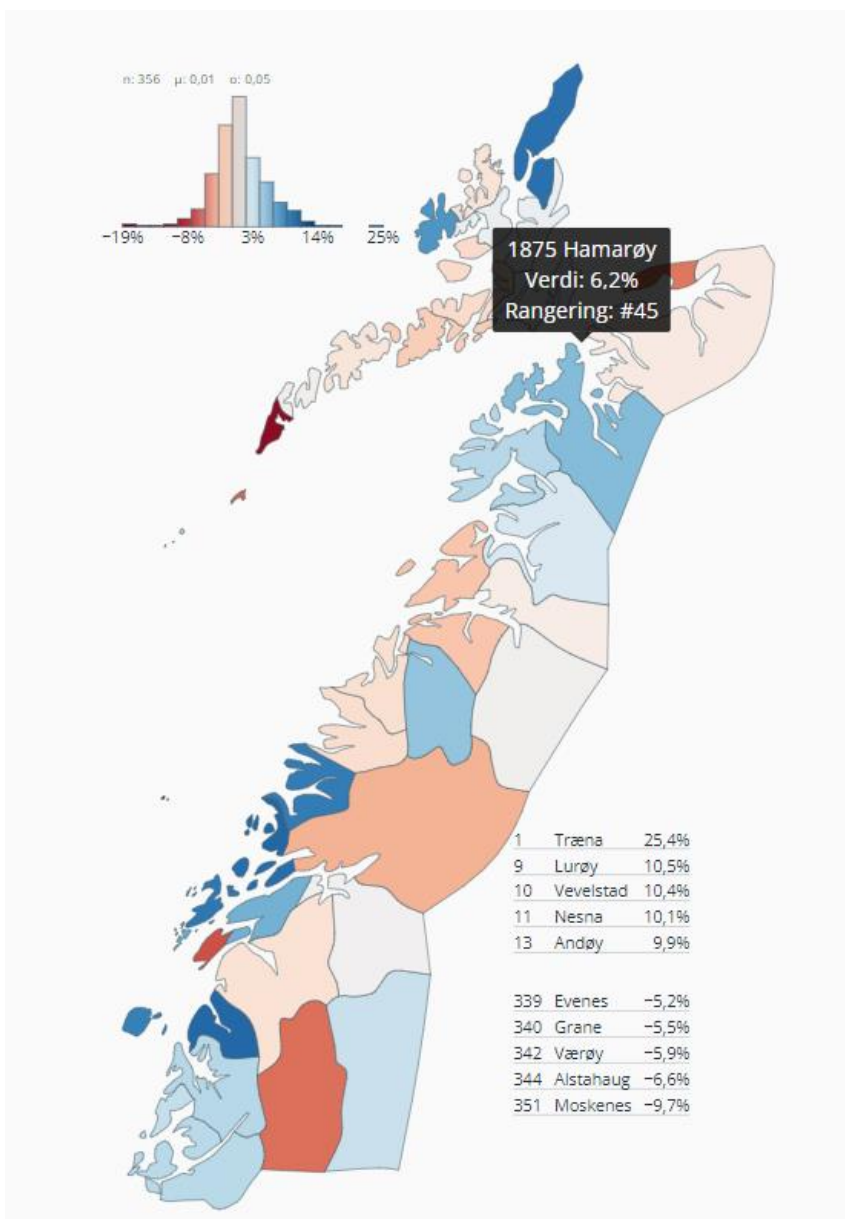 n: 356 μ: 0,01 σ: 0,05
−19% −8% 3% 14% 25%
1875 Hamarøy
Verdi: 6,2%
Rangering: #45
1 Træna 25,4%
9 Lurøy 10,5%
10 Vevelstad 10,4%
11 Nesna 10,1%
13 Andøy 9,9%
339 Evenes −5,2%
340 Grane −5,5%
342 Værøy −5,9%
344 Alstahaug −6,6%
351 Moskenes −9,7%